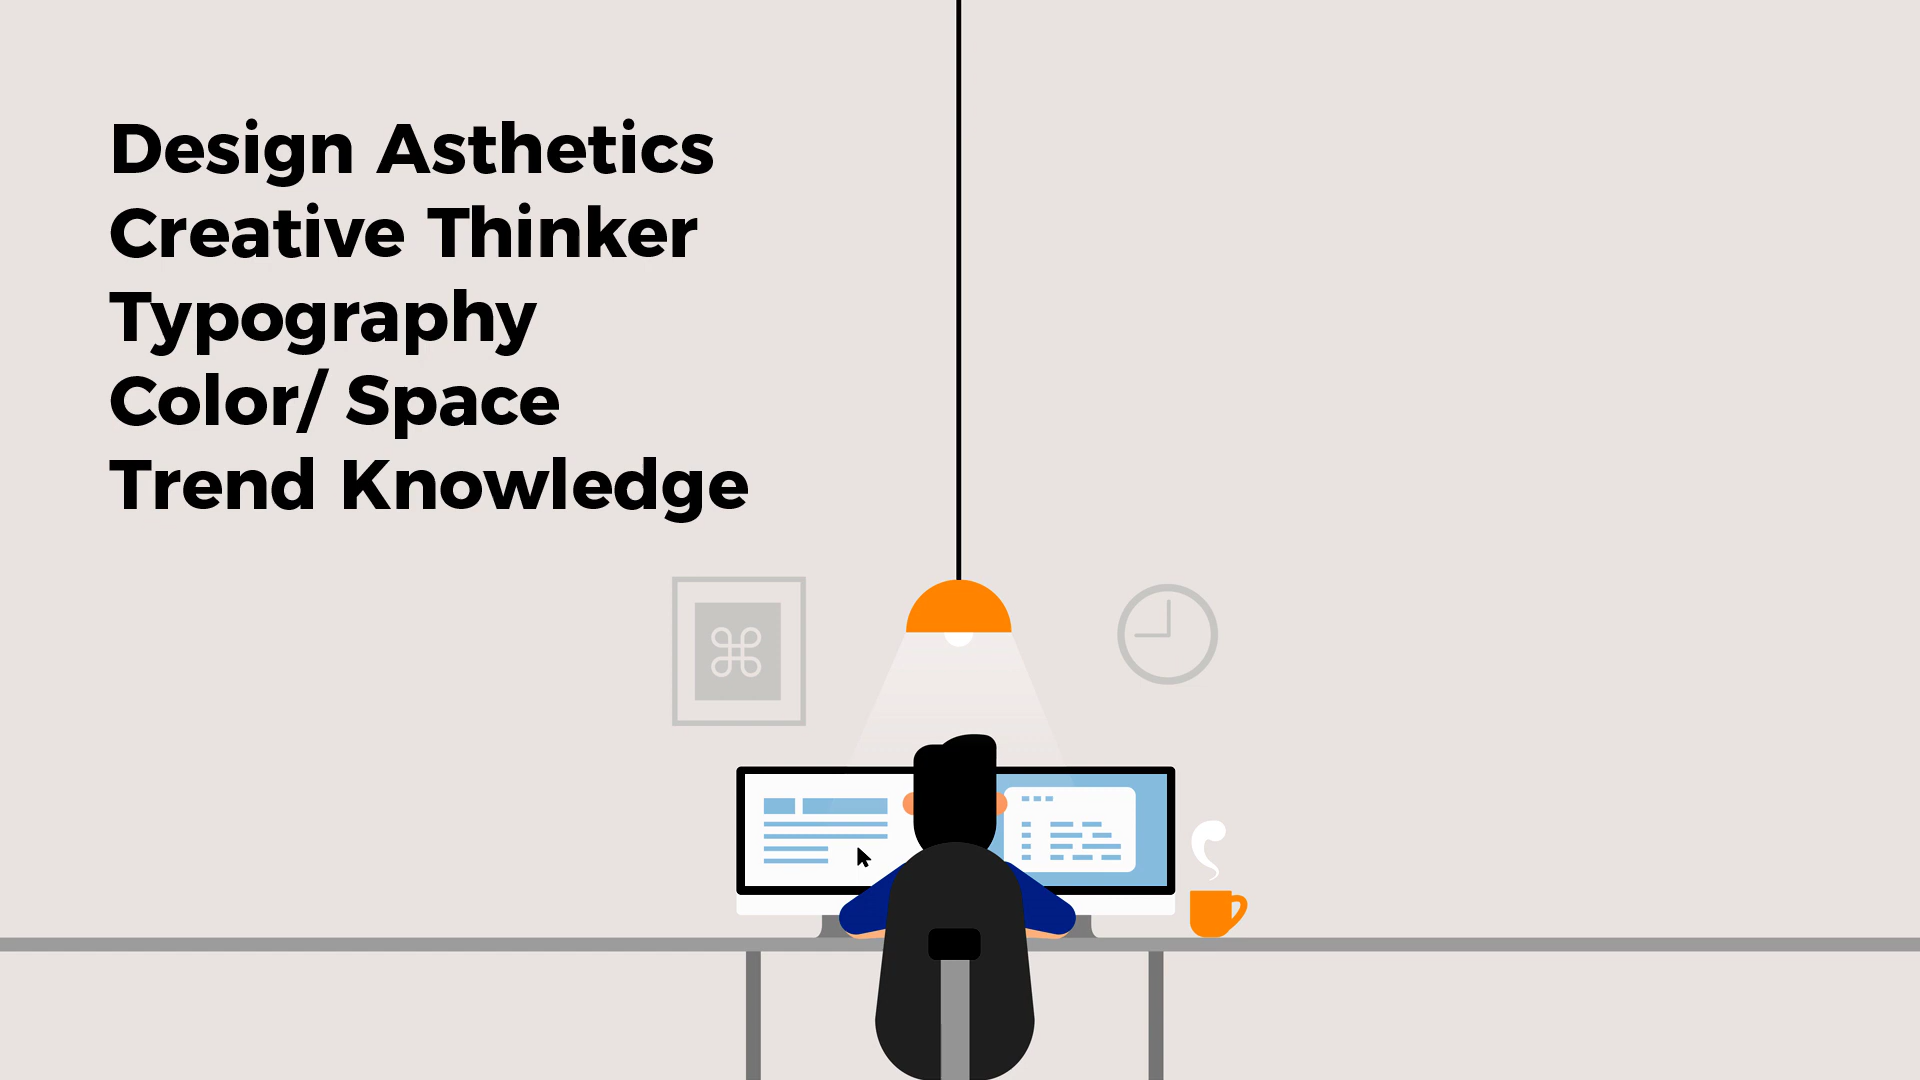 Design Asthetics
Creative Thinker
Typography
Color/ Space
Trend Knowledge